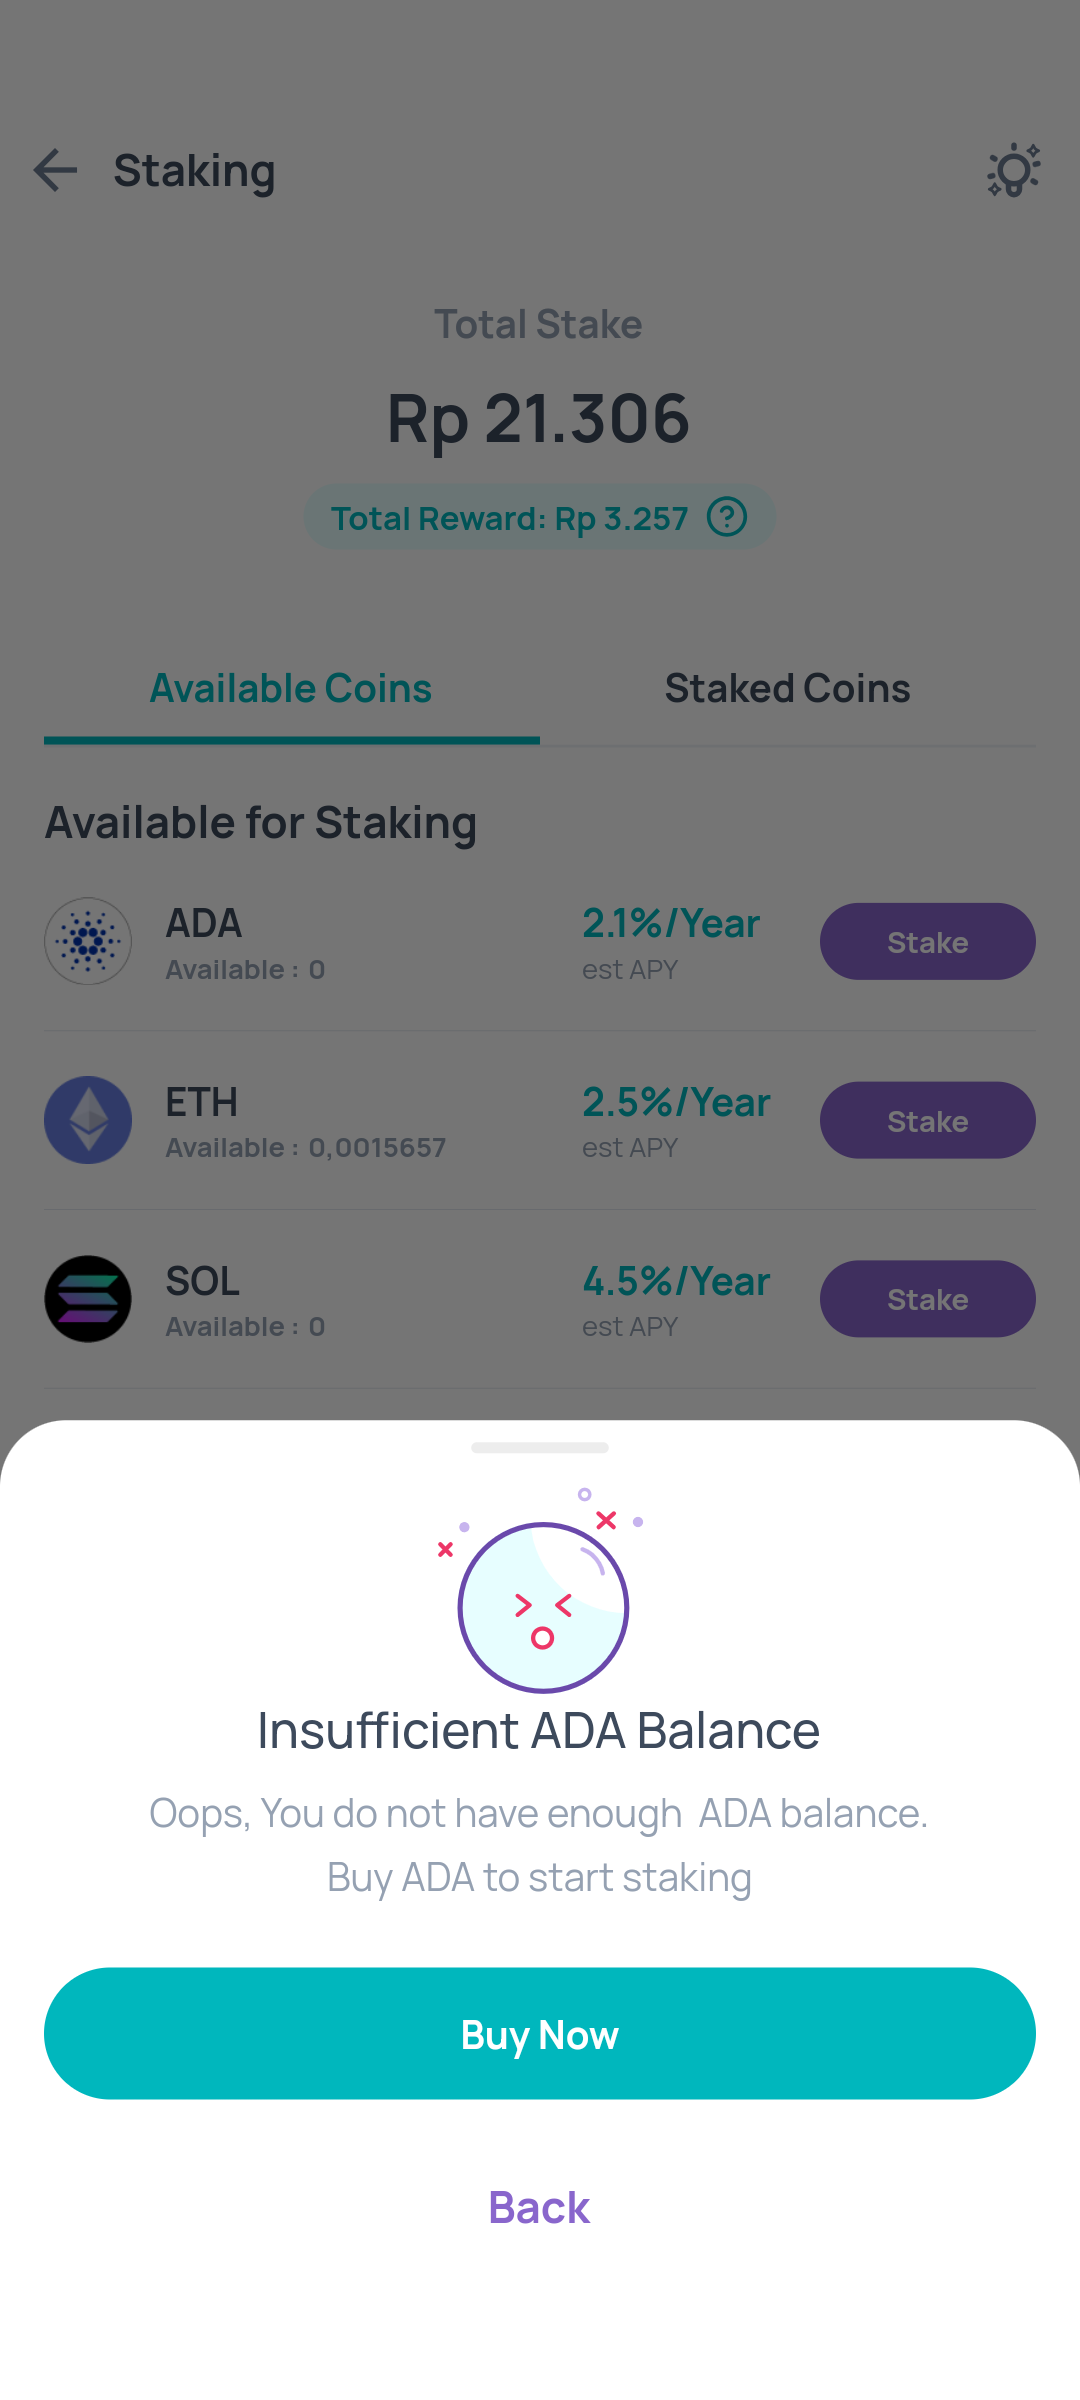 Staking
Total Stake
Rp 21.306
Total Reward: Rp 3.257 ?
Available Coins Staked Coins
Available for Staking
ADA 2.1%/Year Stake
Available : 0 est APY
ETH 2.5%/Year Stake
Available : 0,0015657 est APY
SOL 4.5%/Year Stake
Available : 0 est APY
Insufficient ADA Balance
Oops, You do not have enough  ADA balance.
Buy ADA to start staking
Buy Now
Back